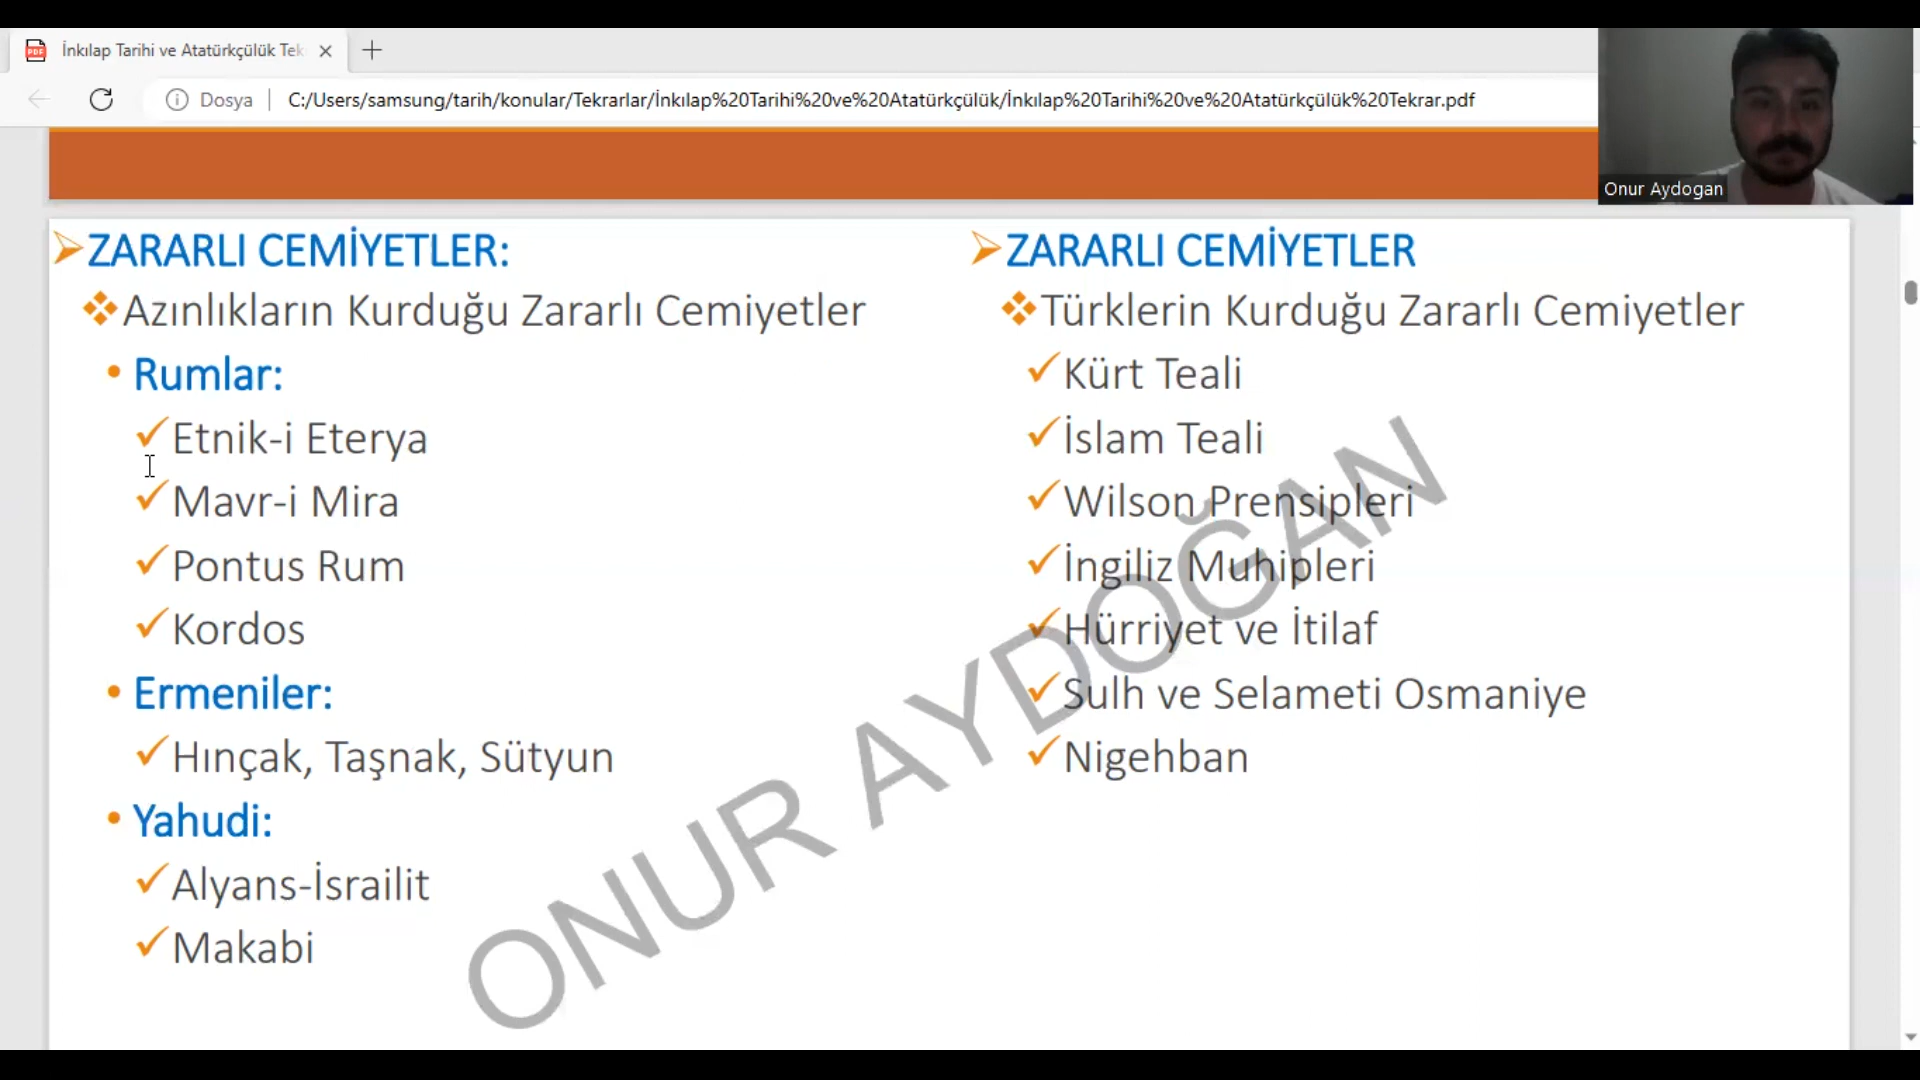 İnkılap Tarihi ve Atatürkçülük Tek
Dosya
C:/Users/samsung/tarih/konular/Tekrarlar/İnkılap%20Tarihi%20ve%20Atatürkçülük/İnkılap%20Tarihi%20ve%20Atatürkçülük%20Tekrar.pdf
Onur Aydogan
ZARARLI CEMİYETLER:
Azınlıkların Kurduğu Zararlı Cemiyetler
Rumlar:
Etnik-i Eterya
Mavr-i Mira
Pontus Rum
Kordos
Ermeniler:
Hınçak, Taşnak, Sütyun
Yahudi:
Alyans-İsrailit
Makabi
ZARARLI CEMİYETLER
Türklerin Kurduğu Zararlı Cemiyetler
Kürt Teali
İslam Teali
Wilson Prensipleri
İngiliz Muhipleri
Hürriyet ve İtilaf
Sulh ve Selameti Osmaniye
Nigehban
ONUR AYDOĞAN